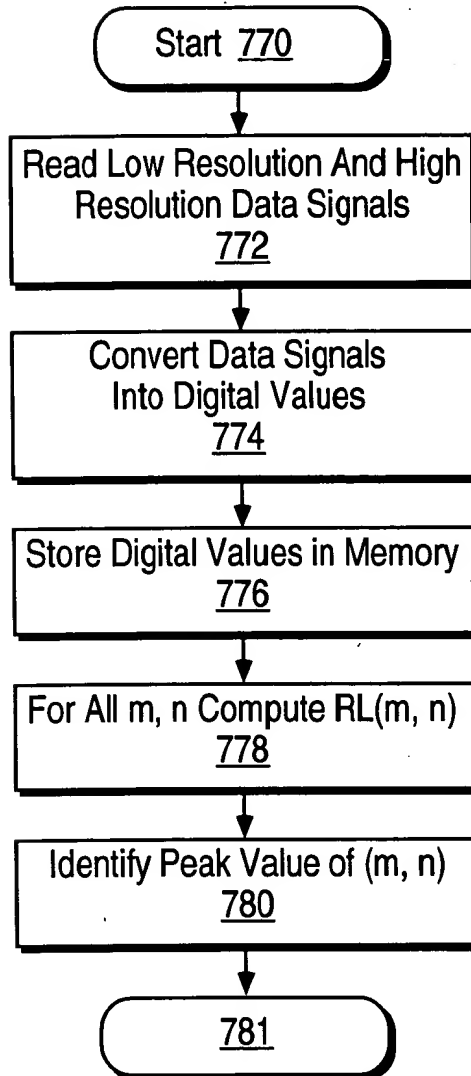 Start 770
Read Low Resolution And High
Resolution Data Signals
772
Convert Data Signals
Into Digital Values
774
Store Digital Values in Memory
776
For All m, n Compute RL(m, n)
778
Identify Peak Value of (m, n)
780
781